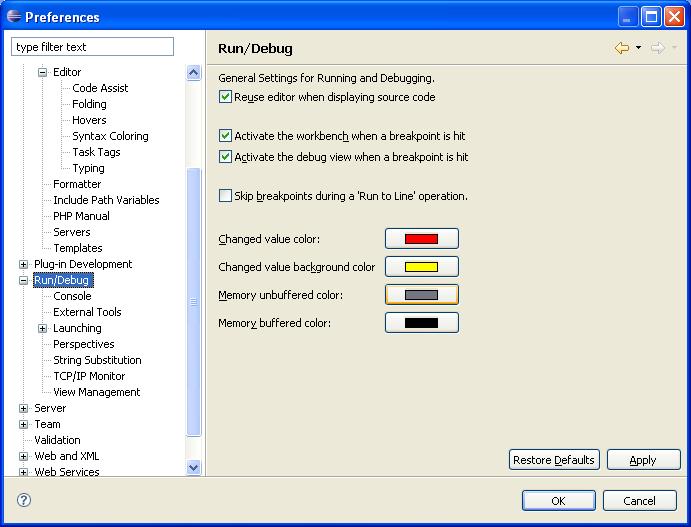 Preferences
type filter text
Run/Debug
Editor
Code Assist
Folding
Hovers
Syntax Coloring
Task Tags
Typing
Formatter
Include Path Variables
PHP Manual
Servers
Templates
Plug-in Development
Run/Debug
Console
External Tools
Launching
Perspectives
String Substitution
TCP/IP Monitor
View Management
Server
Team
Validation
Web and XML
Web Services
General Settings for Running and Debugging.
Reuse editor when displaying source code
Activate the workbench when a breakpoint is hit
Activate the debug view when a breakpoint is hit
Skip breakpoints during a 'Run to Line' operation.
Changed value color:
Changed value background color
Memory unbuffered color:
Memory buffered color:
Restore Defaults
Apply
?
OK
Cancel